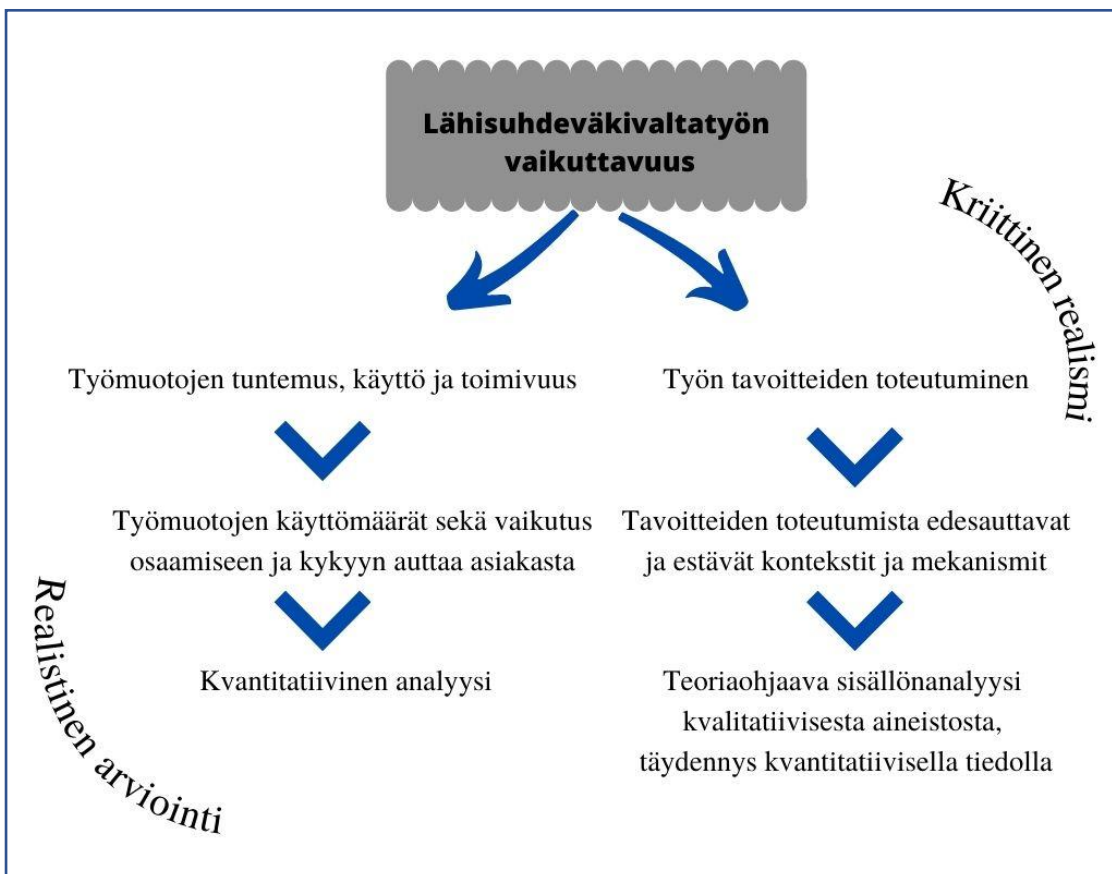 Lähisuhdeväkivaltatyön
vaikuttavuus
Kriittinen realismi
Työmuotojen tuntemus, käyttö ja toimivuus
Työn tavoitteiden toteutuminen
Työmuotojen käyttömäärät sekä vaikutus
osaamiseen ja kykyyn auttaa asiakasta
Tavoitteiden toteutumista edesauttavat
ja estävät kontekstit ja mekanismit
Realistinen arviointi
Kvantitatiivinen analyysi
Teoriaohjaava sisällönanalyysi
kvalitatiivisesta aineistosta,
täydennys kvantitatiivisella tiedolla